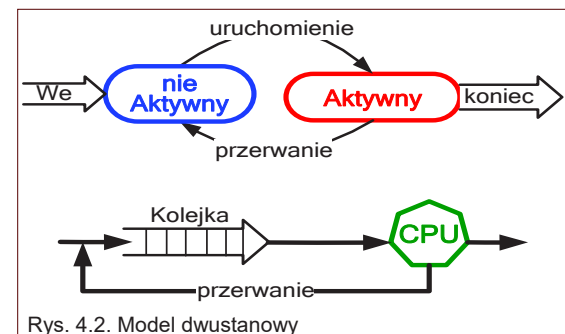 uruchomienie
We
nie
Aktywny
Aktywny
koniec
przerwanie
Kolejka
CPU
przerwanie
Rys. 4.2. Model dwustanowy